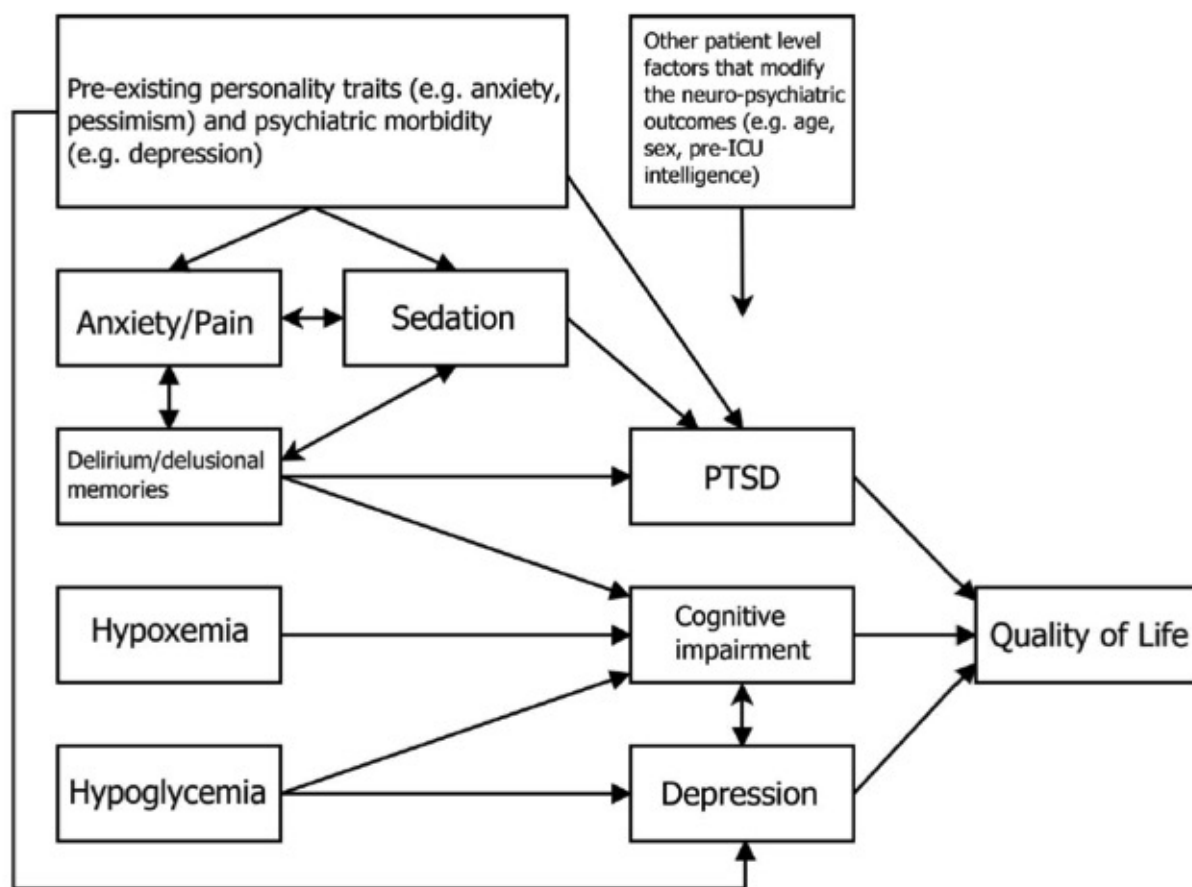 Pre-existing personality traits (e.g. anxiety,
pessimism) and psychiatric morbidity
(e.g. depression)
Other patient level
factors that modify
the neuro-psychiatric
outcomes (e.g. age,
sex, pre-ICU
intelligence)
Anxiety/Pain
Sedation
Delirium/delusional
memories
PTSD
Hypoxemia
Cognitive
impairment
Quality of Life
Hypoglycemia
Depression